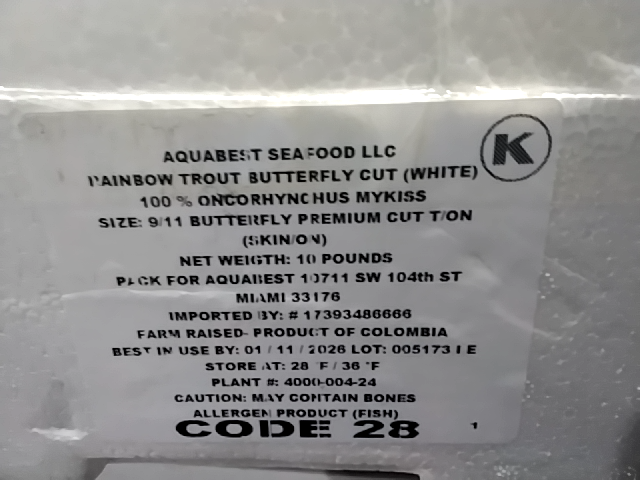 AQUABEST SEAFOOD LLC
K
RAINBOW TROUT BUTTERFLY CUT (WHITE)
100 % ONCORHYNCHUS MYKISS
SIZE: 9/11 BUTTERFLY PREMIUM CUT T/ON
(SKIN/ON)
NET WEIGTH: 10 POUNDS
PACK FOR AQUABEST 10711 SW 104th ST
MIAMI 33176
IMPORTED BY: # 17393486666
FARM RAISED- PRODUCT OF COLOMBIA
BEST IN USE BY: 01 / 11 / 2026 LOT: 005173
STORE AT: 28 °F / 36 °F
PLANT #: 4000-004-24
CAUTION: MAY CONTAIN BONES
ALLERGEN PRODUCT (FISH)
CODE 28 1